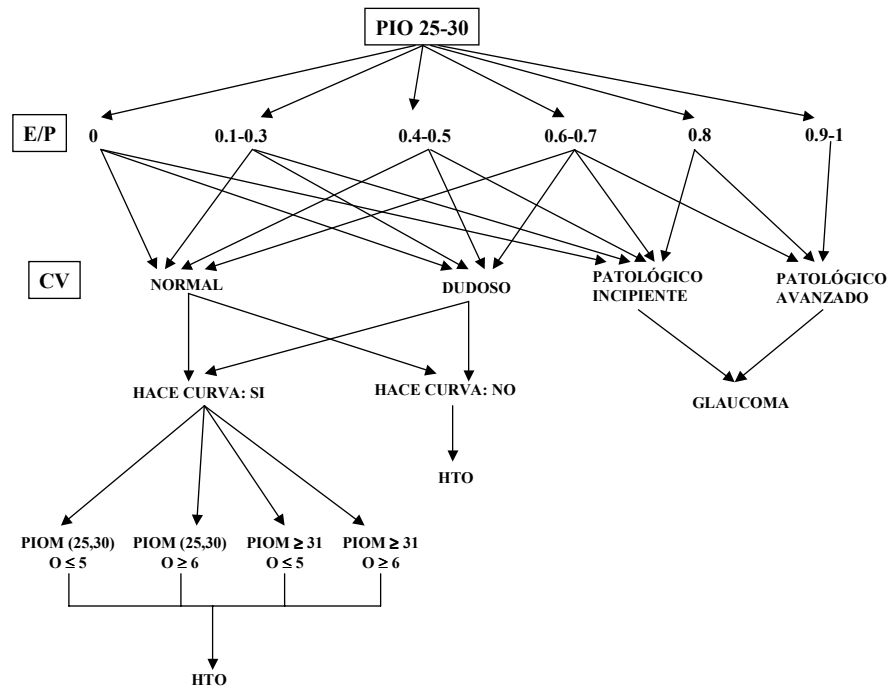 PIO 25-30
E/P
0
0.1-0.3
0.4-0.5
0.6-0.7
0.8
0.9-1
CV
NORMAL
DUDOSO
PATOLÓGICO
INCIPIENTE
PATOLÓGICO
AVANZADO
HACE CURVA: SI
HACE CURVA: NO
GLAUCOMA
HTO
PIOM (25,30)
O ≤ 5
PIOM (25,30)
O ≥ 6
PIOM ≥ 31
O ≤ 5
PIOM ≥ 31
O ≥ 6
HTO